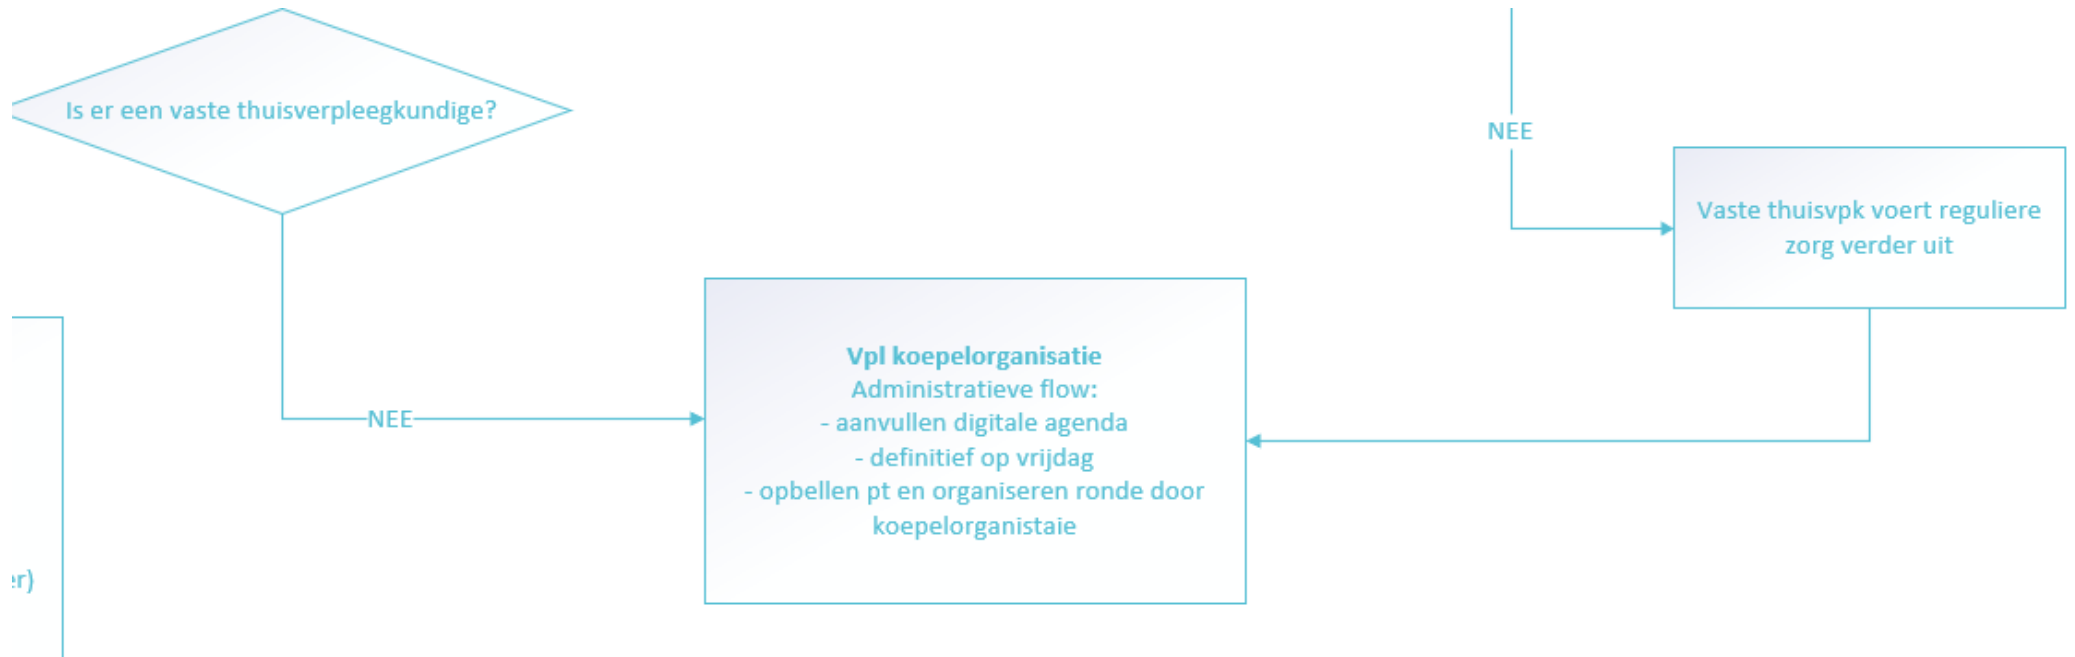 Is er een vaste thuisverpleegkundige?
NEE
Vaste thuisvpk voert reguliere
zorg verder uit
NEE
Vpl koepelorganisatie
Administratieve flow:
- aanvullen digitale agenda
- definitief op vrijdag
- opbellen pt en organiseren ronde door
koepelorganistaie